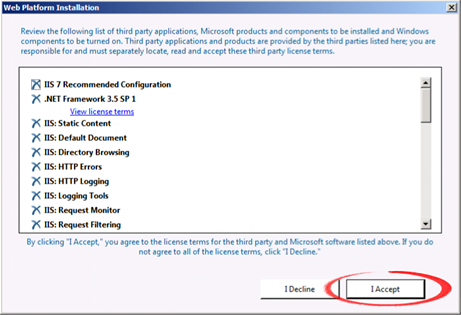 Web Platform Installation
Review the following list of third party applications, Microsoft products and components to be installed and Windows
components to be turned on. Third party applications and products are provided by the third parties listed here; you are
responsible for and must separately locate, read and accept these third party license terms.
IIS 7 Recommended Configuration
.NET Framework 3.5 SP 1
View license terms
IIS: Static Content
IIS: Default Document
IIS: Directory Browsing
IIS: HTTP Errors
IIS: HTTP Logging
IIS: Logging Tools
IIS: Request Monitor
IIS: Request Filtering
By clicking "I Accept," you agree to the license terms for the third party and Microsoft software listed above. If you do
not agree to all of the license terms, click "I Decline."
I Decline I Accept